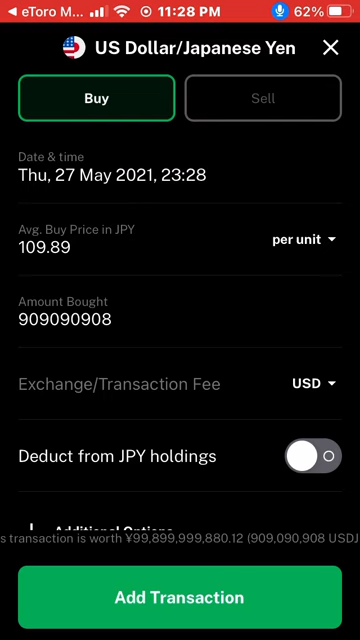 eToro M... 11:28 PM 62%
US Dollar/Japanese Yen
Buy Sell
Date & time
Thu, 27 May 2021, 23:28
Avg. Buy Price in JPY
109.89 per unit
Amount Bought
909090908
Exchange/Transaction Fee USD
Deduct from JPY holdings
Additional Options
s transaction is worth ¥99,899,999,880.12 (909,090,908 USDJ
Add Transaction